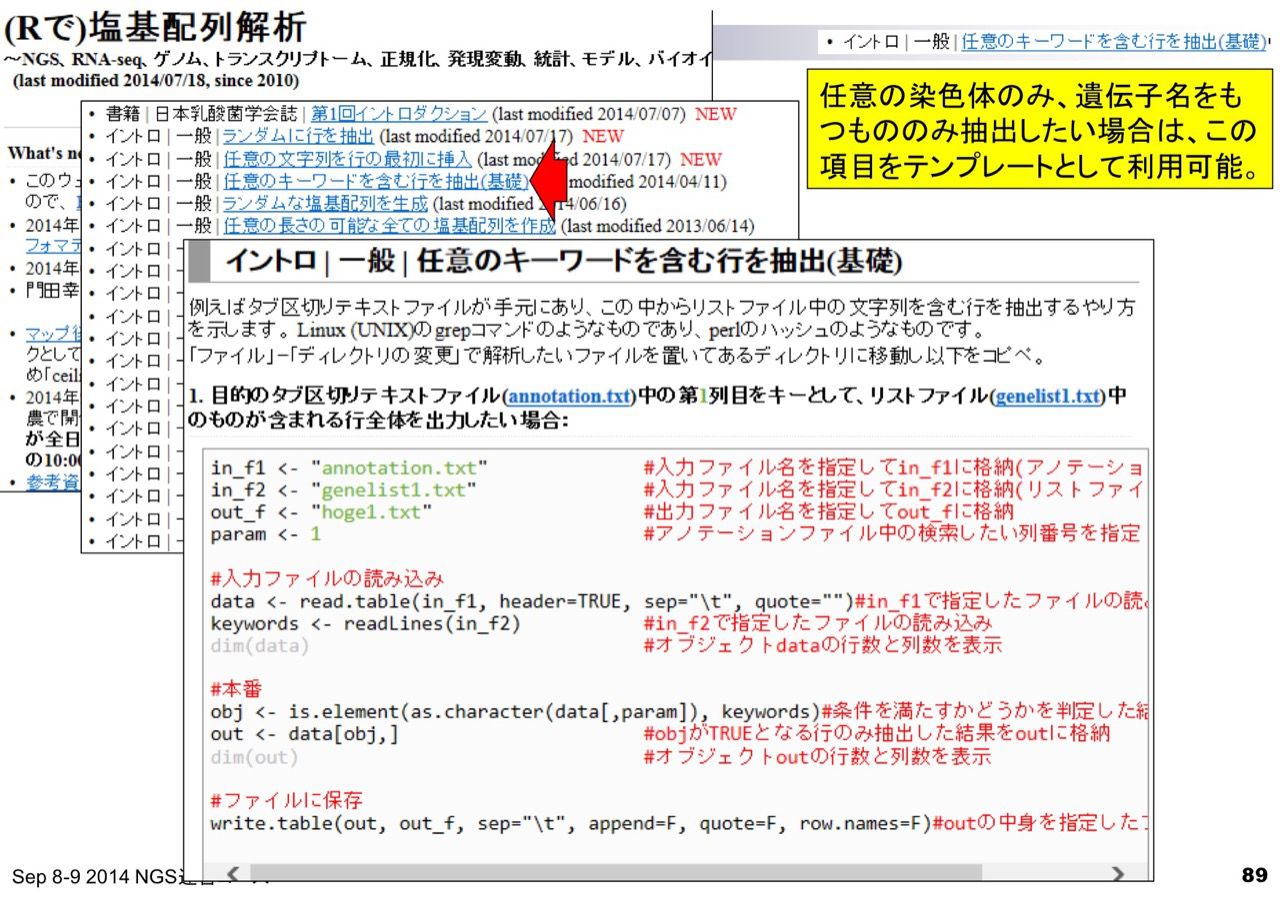 (Rで)塩基配列解析
～NGS、RNA-seq、ゲノム、トランスクリプトーム、正規化、発現変動、統計、モデル、バイオイ
(last modified 2014/07/18, since 2010)
• イントロ | 一般 | 任意のキーワードを含む行を抽出(基礎)
任意の染色体のみ、遺伝子名をも
つもののみ抽出したい場合は、この
項目をテンプレートとして利用可能。
What's
• このウ
ので、
• 2014年
フォマテ
• 2014年
• 門田幸
• マップ
クとして
め「ceil
• 2014年
農で開
が全日
の10:0
• 参考資
• 書籍 | 日本乳酸菌学会誌 | 第1回イントロダクション (last modified 2014/07/07) NEW
• イントロ | 一般 | ランダムに行を抽出 (last modified 2014/07/17) NEW
• イントロ | 一般 | 任意の文字列を行の最初に挿入 (last modified 2014/07/17) NEW
• イントロ | 一般 | 任意のキーワードを含む行を抽出(基礎) modified 2014/04/11)
• イントロ | 一般 | ランダムな塩基配列を生成 (last modified 2014/06/16)
• イントロ | 一般 | 任意の長さの可能な全ての塩基配列を作成 (last modified 2013/06/14)
• イントロ |
• イントロ |
• イントロ |
• イントロ |
• イントロ |
• イントロ |
• イントロ |
• イントロ |
• イントロ |
• イントロ |
• イントロ |
• イントロ |
• イントロ |
• イントロ |
イントロ | 一般 | 任意のキーワードを含む行を抽出(基礎)
例えばタブ区切りテキストファイルが手元にあり、この中からリストファイル中の文字列を含む行を抽出するやり方
を示します。Linux (UNIX)のgrepコマンドのようなものであり、perlのハッシュのようなものです。
「ファイル」-「ディレクトリの変更」で解析したいファイルを置いてあるディレクトリに移動し以下をコピペ。
1. 目的のタブ区切りテキストファイル(annotation.txt)中の第1列目をキーとして、リストファイル(genelist1.txt)中
のものが含まれる行全体を出力したい場合:
in_f1 <- "annotation.txt" #入力ファイル名を指定してin_f1に格納(アノテーショ
in_f2 <- "genelist1.txt" #入力ファイル名を指定してin_f2に格納(リストファイ
out_f <- "hoge1.txt" #出力ファイル名を指定してout_fに格納
param <- 1 #アノテーションファイル中の検索したい列番号を指定
#入力ファイルの読み込み
data <- read.table(in_f1, header=TRUE, sep="\t", quote="")#in_f1で指定したファイルの読
keywords <- readLines(in_f2) #in_f2で指定したファイルの読み込み
dim(data) #オブジェクトdataの行数と列数を表示
#本番
obj <- is.element(as.character(data[,param]), keywords)#条件を満たすかどうかを判定した結
out <- data[obj,] #objがTRUEとなる行のみ抽出した結果をoutに格納
dim(out) #オブジェクトoutの行数と列数を表示
#ファイルに保存
write.table(out, out_f, sep="\t", append=F, quote=F, row.names=F)#outの中身を指定した
Sep 8-9 2014 NGS
89